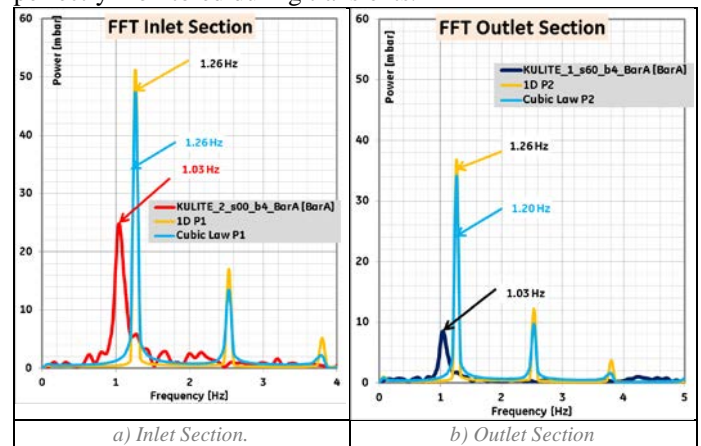 FFT Inlet Section
Power [mbar]
60
50
40
30
20
10
0
1.26 Hz
1.26 Hz
1.03 Hz
KULITE_2_s00_b4_BarA [BarA]
1D P1
Cubic Law P1
0 1 2 3 4
Frequency [Hz]
FFT Outlet Section
Power [mbar]
60
50
40
30
20
10
0
KULITE_1_s60_b4_BarA [BarA]
1D P2
Cubic Law P2
1.26 Hz
1.20 Hz
1.03 Hz
0 1 2 3 4 5
Frequency [Hz]
a) Inlet Section.
b) Outlet Section